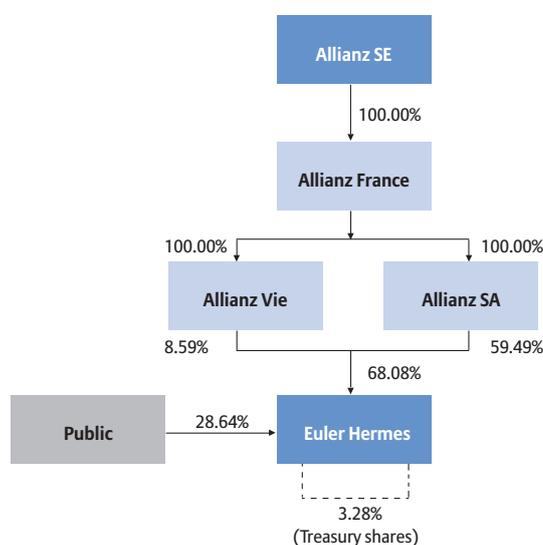 Allianz SE
100.00%
Allianz France
100.00%
100.00%
Allianz Vie
Allianz SA
8.59%
59.49%
68.08%
Public
28.64%
Euler Hermes
3.28%
(Treasury shares)